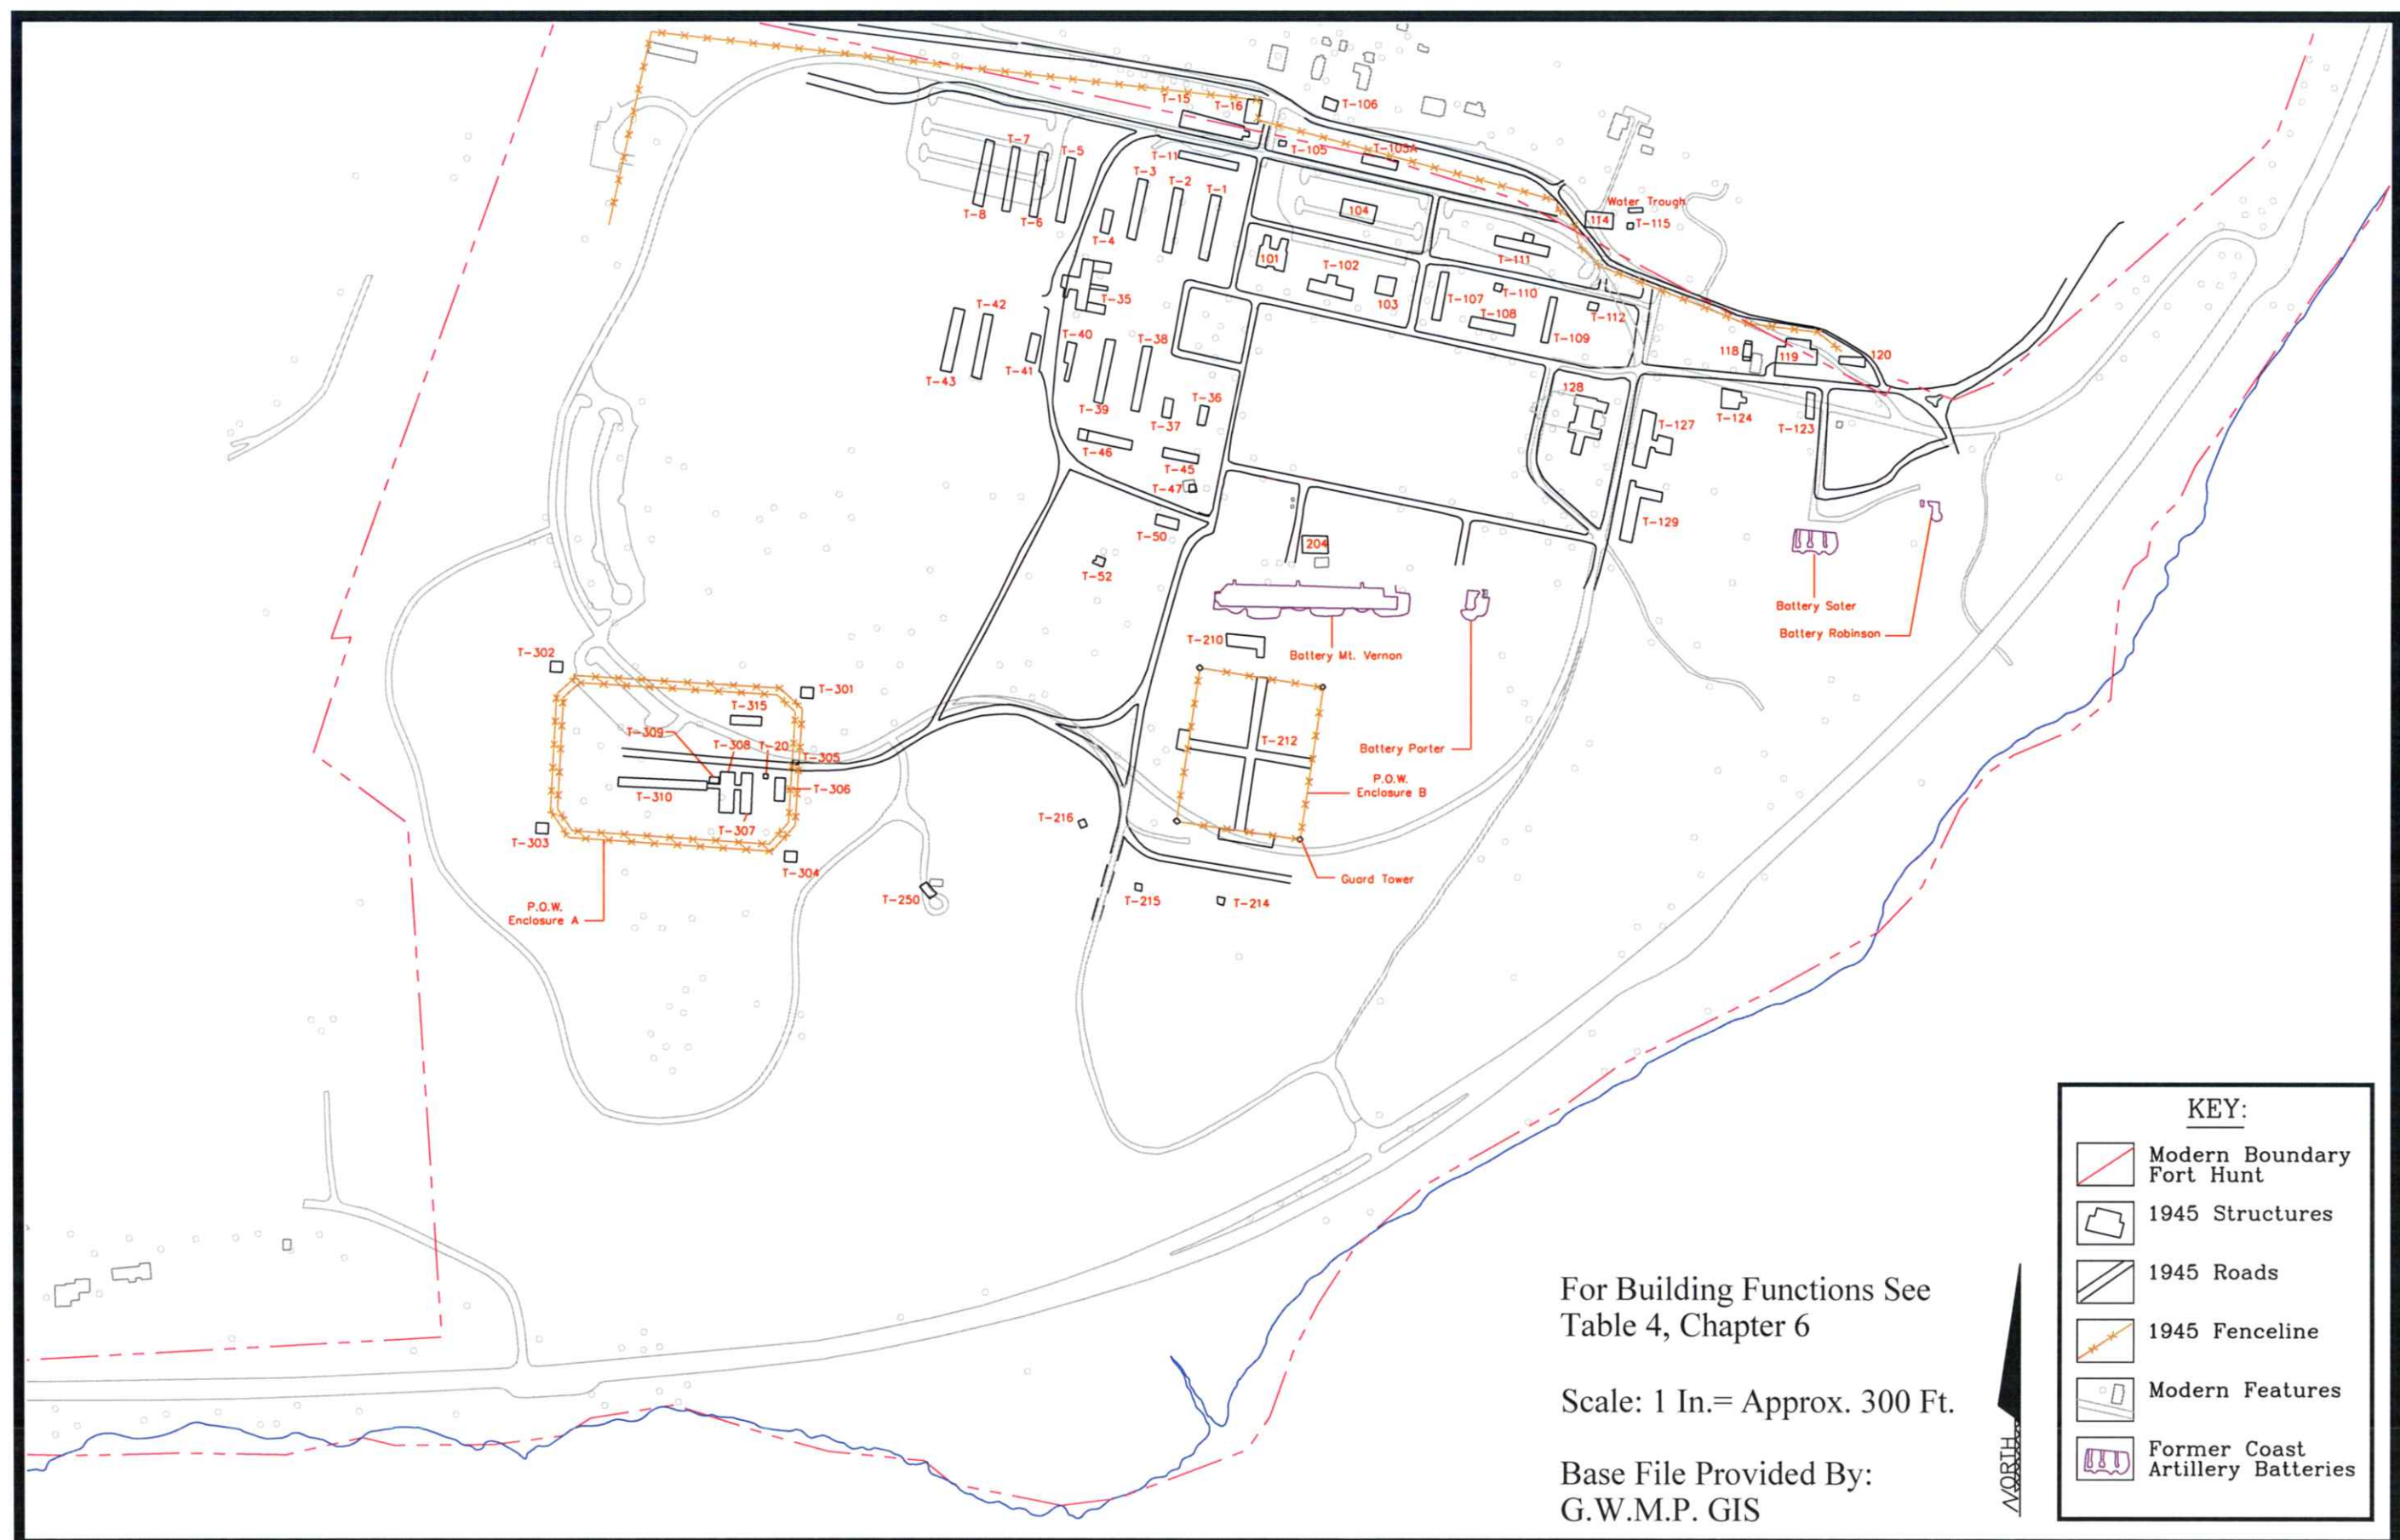 T-15
T-16
T-106
T-7
T-5
T-11
T-105
T-105A
T-3
T-2
T-1
T-8
T-6
T-4
104
Water Trough
114
T-115
101
T-102
103
T-111
T-35
T-107
T-110
T-108
T-109
T-112
T-42
T-40
T-38
T-43
T-41
T-39
T-37
T-36
118
119
120
128
T-124
T-123
T-127
T-46
T-45
T-47
T-50
T-52
T-129
204
Battery Sater
Battery Robinson
T-210
Battery Mt. Vernon
T-302
T-301
T-315
T-309
T-308
T-20
T-305
T-212
Battery Porter
T-310
T-306
P.O.W.
Enclosure B
T-307
T-303
T-216
T-304
T-250
T-215
T-214
Guard Tower
P.O.W.
Enclosure A
For Building Functions See
Table 4, Chapter 6
Scale: 1 In.= Approx. 300 Ft.
Base File Provided By:
G.W.M.P. GIS
NORTH
KEY:
Modern Boundary
Fort Hunt
1945 Structures
1945 Roads
1945 Fenceline
Modern Features
Former Coast
Artillery Batteries